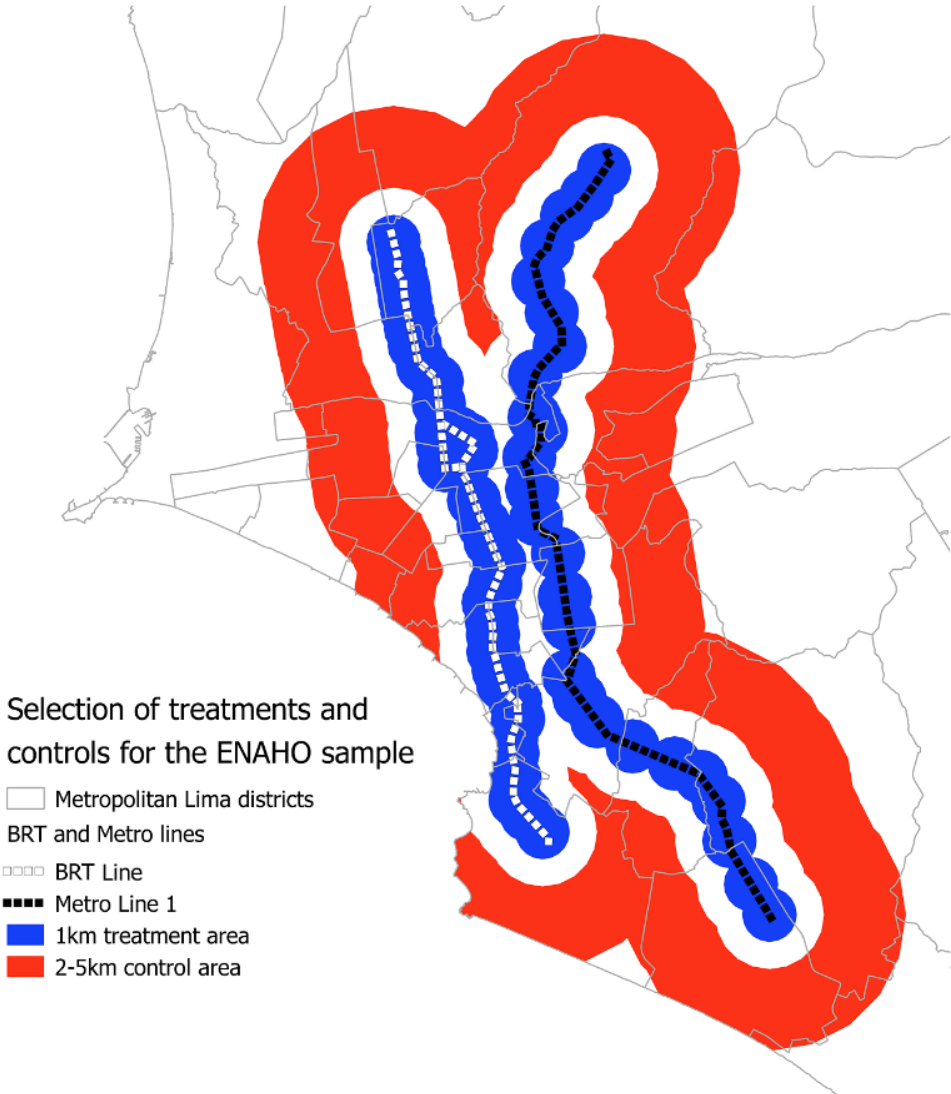 Selection of treatments and
controls for the ENAHO sample
Metropolitan Lima districts
BRT and Metro lines
BRT Line
Metro Line 1
1km treatment area
2-5km control area